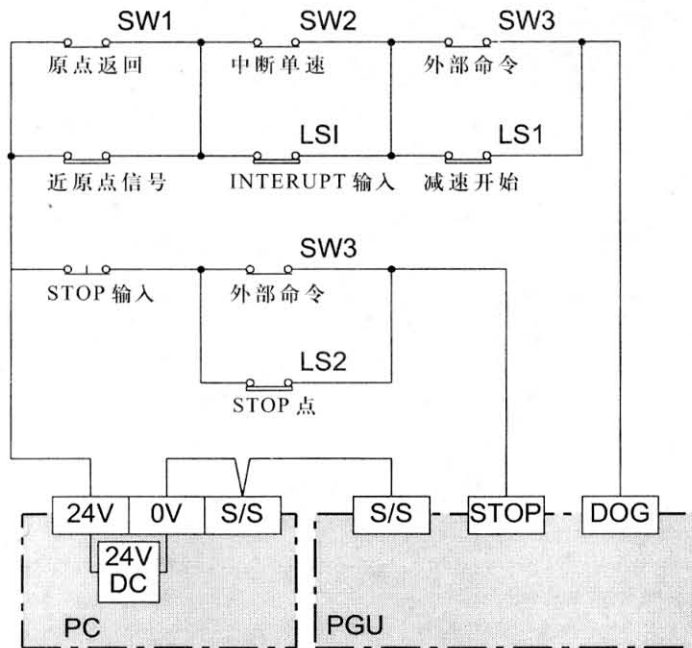 SW1 SW2 SW3
原点返回 中断单速 外部命令
LSI LS1
近原点信号 INTERUPT 输入 减速开始
SW3
STOP 输入 外部命令
LS2
STOP 点
24V 0V S/S S/S STOP DOG
24V
DC
PC PGU